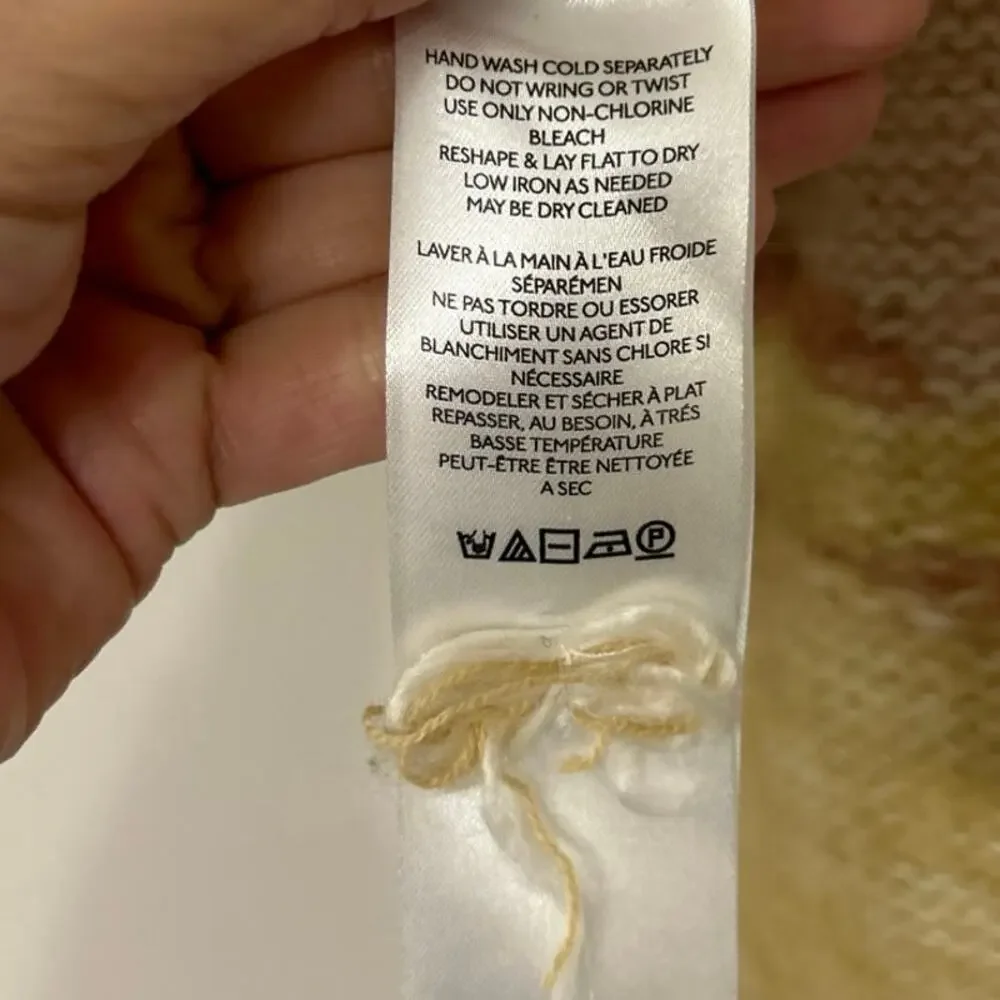 HAND WASH COLD SEPARATELY
DO NOT WRING OR TWIST
USE ONLY NON-CHLORINE
BLEACH
RESHAPE & LAY FLAT TO DRY
LOW IRON AS NEEDED
MAY BE DRY CLEANED
LAVER À LA MAIN À L'EAU FROIDE
SÉPARÉMEN
NE PAS TORDRE OU ESSORER
UTILISER UN AGENT DE
BLANCHIMENT SANS CHLORE SI
NÉCESSAIRE
REMODELER ET SÉCHER À PLAT
REPASSER, AU BESOIN, À TRÉS
BASSE TEMPÉRATURE
PEUT-ÊTRE ÊTRE NETTOYÉE
A SEC
P